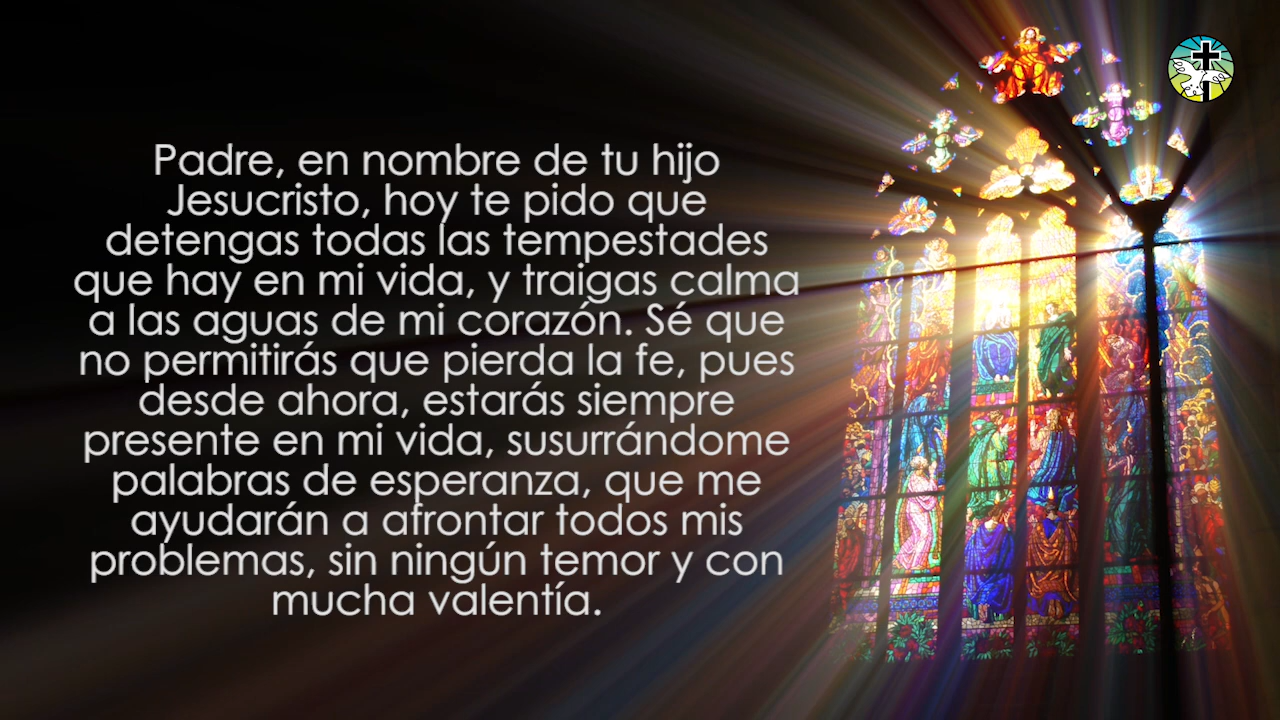 Padre, en nombre de tu hijo
Jesucristo, hoy te pido que
detengas todas las tempestades
que hay en mi vida, y traigas calma
a las aguas de mi corazón. Sé que
no permitirás que pierda la fe, pues
desde ahora, estarás siempre
presente en mi vida, susurrándome
palabras de esperanza, que me
ayudarán a afrontar todos mis
problemas, sin ningún temor y con
mucha valentía.